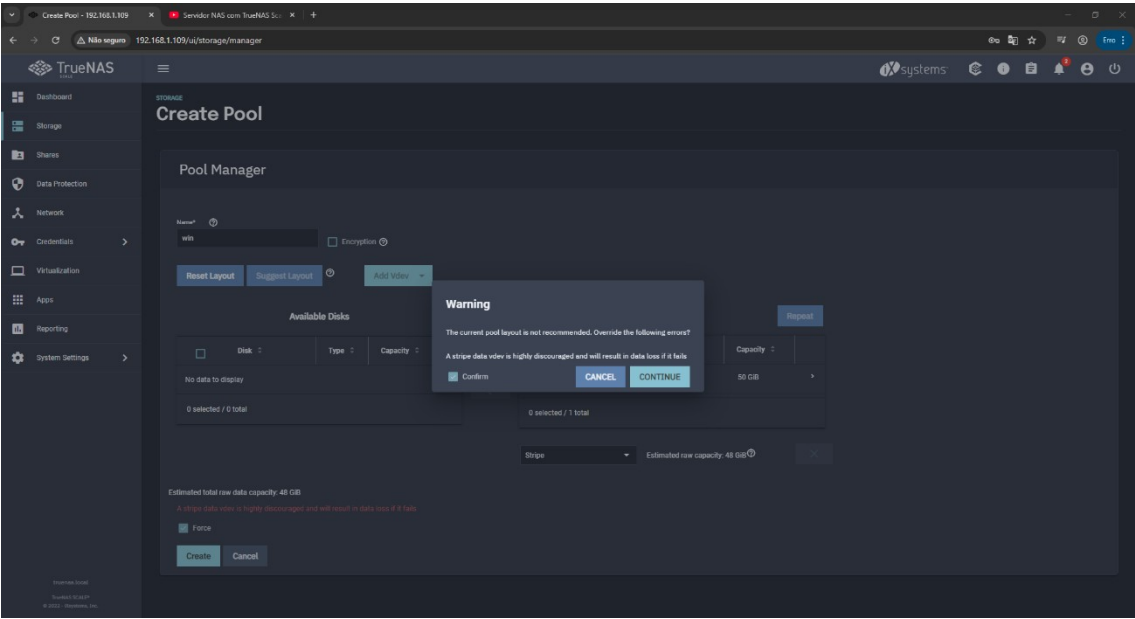 Create Pool - 192.168.1.109
Servidor NAS com TrueNAS Sca
Não seguro
192.168.1.109/ui/storage/manager
Erro
TrueNAS
SCALE
systems
Dashboard
Storage
Shares
Data Protection
Network
Credentials
Virtualization
Apps
Reporting
System Settings
STORAGE
Create Pool
Pool Manager
Name*
win
Encryption
Reset Layout
Suggest Layout
Add Vdev
Available Disks
Repeat
Disk
Type
Capacity
No data to display
0 selected / 0 total
Warning
The current pool layout is not recommended. Override the following errors?
A stripe data vdev is highly discouraged and will result in data loss if it fails
Confirm
CANCEL
CONTINUE
Capacity
50 GiB
0 selected / 1 total
Stripe
Estimated raw capacity: 48 GiB
Estimated total raw data capacity: 48 GiB
A stripe data vdev is highly discouraged and will result in data loss if it fails
Force
Create
Cancel
TrueNAS SCALE®